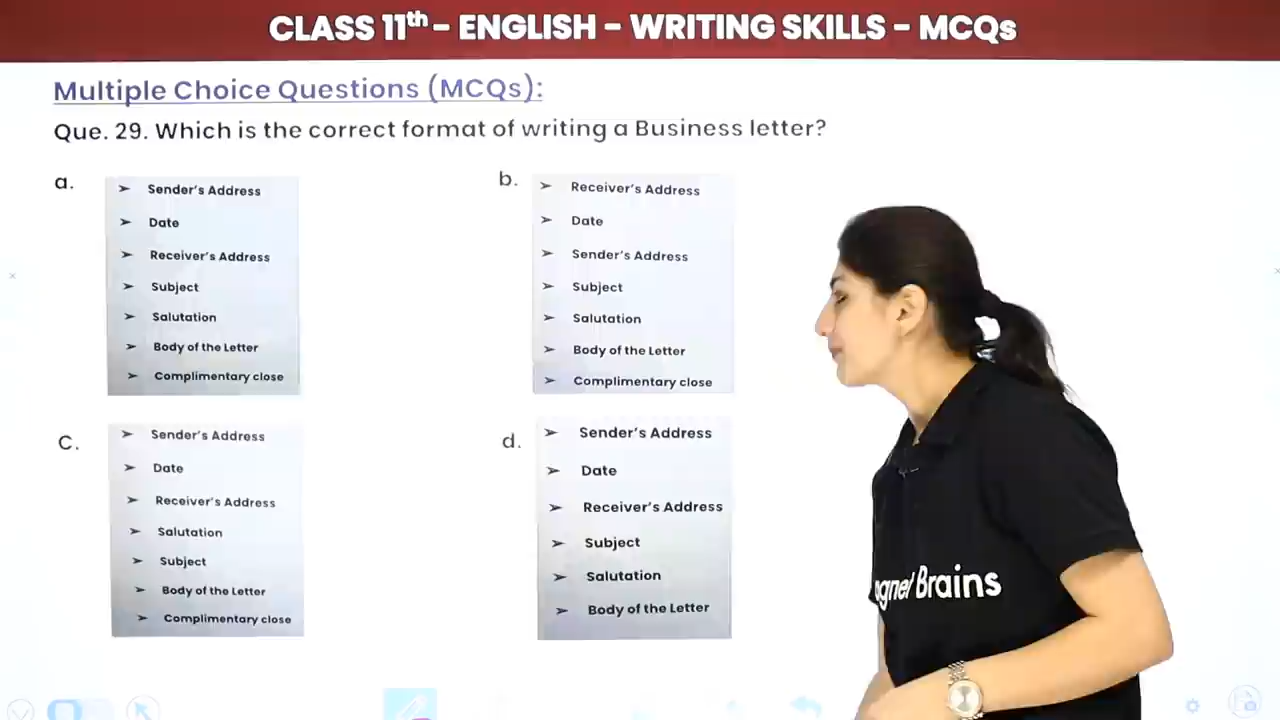 CLASS 11th – ENGLISH – WRITING SKILLS – MCQs
Multiple Choice Questions (MCQs):
Que. 29. Which is the correct format of writing a Business letter?
a.
➢ Sender's Address
➢ Date
➢ Receiver's Address
➢ Subject
➢ Salutation
➢ Body of the Letter
➢ Complimentary close
b.
➢ Receiver's Address
➢ Date
➢ Sender's Address
➢ Subject
➢ Salutation
➢ Body of the Letter
➢ Complimentary close
c.
➢ Sender's Address
➢ Date
➢ Receiver's Address
➢ Salutation
➢ Subject
➢ Body of the Letter
➢ Complimentary close
d.
➢ Sender's Address
➢ Date
➢ Receiver's Address
➢ Subject
➢ Salutation
➢ Body of the Letter
Brains